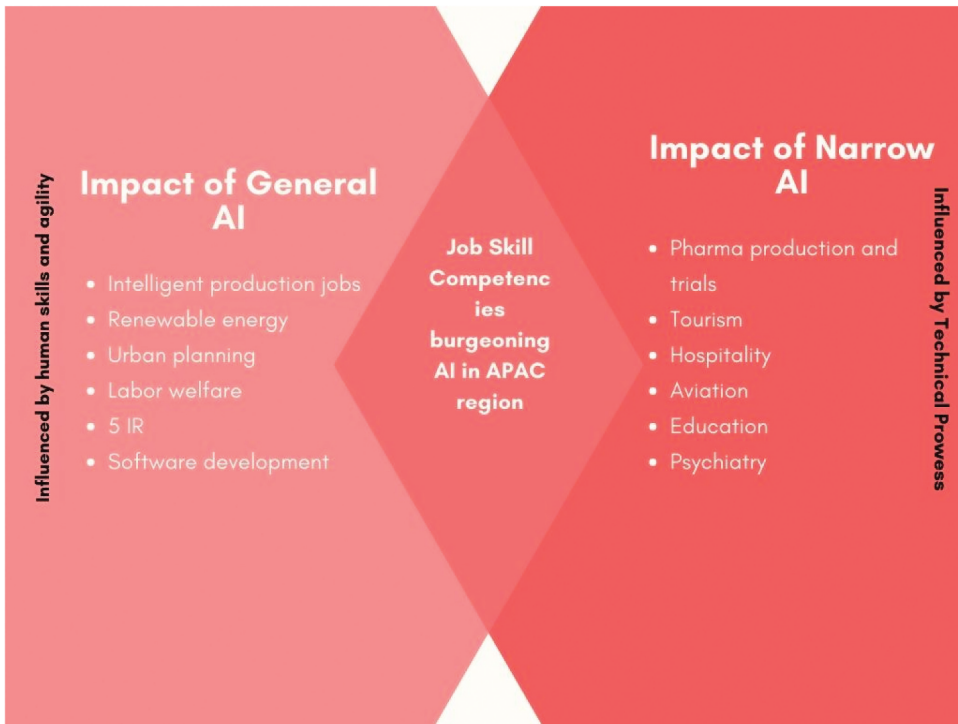 Influenced by human skills and agility
Impact of General
AI
• Intelligent production jobs
• Renewable energy
• Urban planning
• Labor welfare
• 5 IR
• Software development
Job Skill
Competenc
ies
burgeoning
AI in APAC
region
Impact of Narrow
AI
• Pharma production and
trials
• Tourism
• Hospitality
• Aviation
• Education
• Psychiatry
Influenced by Technical Prowess